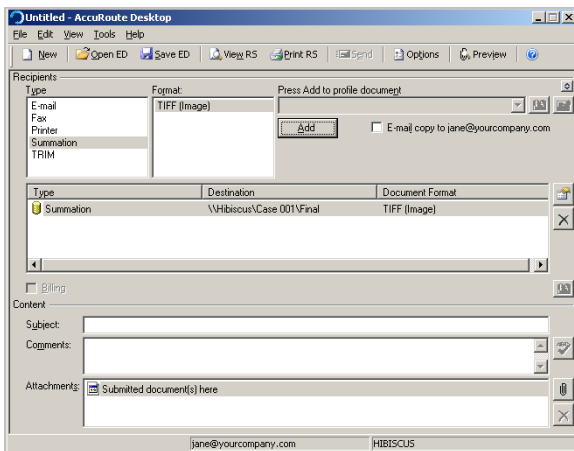 Untitled - AccuRoute Desktop
File Edit View Tools Help
New Open ED Save ED View RS Print RS Send Options Preview
Recipients
Type Format: Press Add to profile document
E-mail TIFF (Image)
Fax
Printer Add E-mail copy to jane@yourcompany.com
Summation
TRIM
Type Destination Document Format
Summation \\Hibiscus\Case 001\Final TIFF (Image)
Billing
Content
Subject:
Comments:
Attachments: Submitted document(s) here
jane@yourcompany.com HIBISCUS